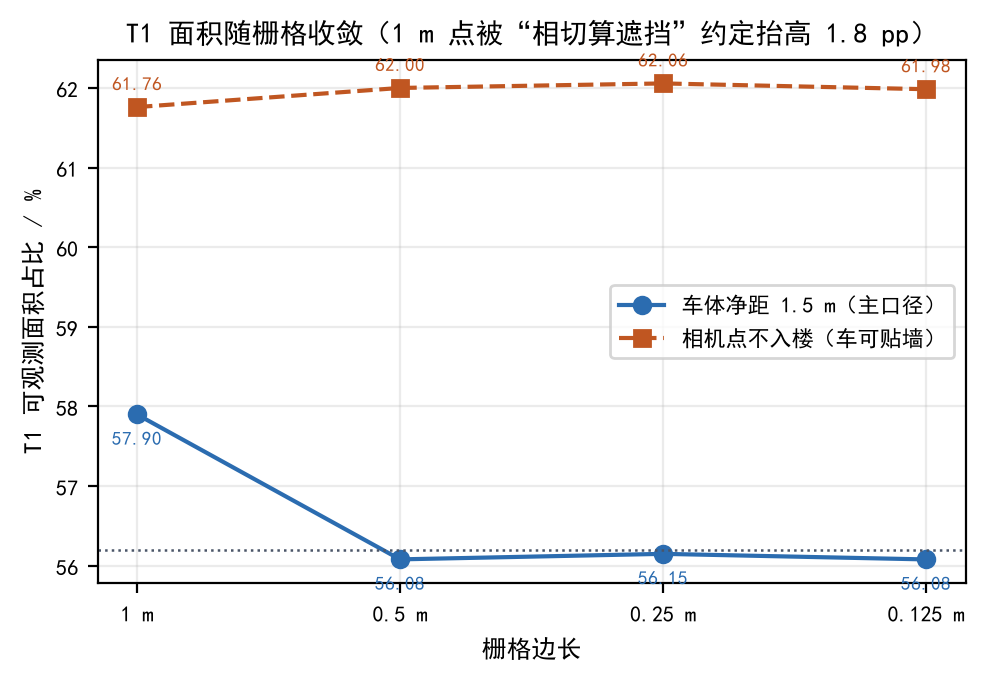 T1 面积随栅格收敛（1 m 点被“相切算遮挡”约定抬高 1.8 pp）
61.76
62.00
62.06
61.98
62
61
60
59
58
57
56
T1 可观测面积占比 / %
车体净距 1.5 m（主口径）
相机点不入楼（车可贴墙）
57.90
56.08
56.15
56.08
1 m
0.5 m
0.25 m
0.125 m
栅格边长